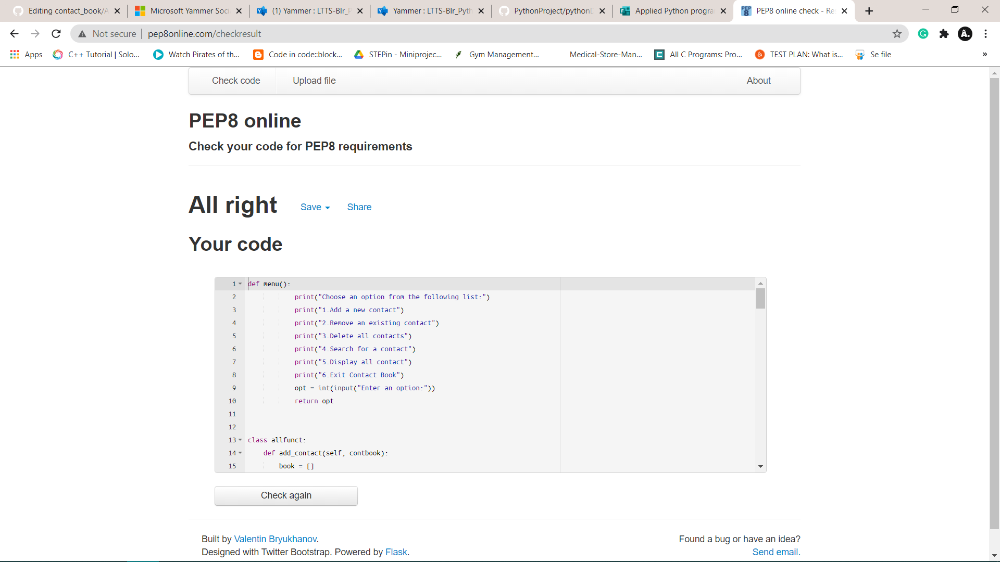 Editing contact_book/A
Microsoft Yammer Soci
(1) Yammer : LTTS-Blr_P
Yammer : LTTS-Blr_Pyth
PythonProject/pythonD
Applied Python progra
PEP8 online check - Re
Not secure
pep8online.com/checkresult
Apps
C++ Tutorial | Solo...
Watch Pirates of th...
Code in code::block...
STEPin - Miniprojec...
Gym Management...
Medical-Store-Man...
All C Programs: Pro...
TEST PLAN: What is...
Se file
»
Check code
Upload file
About
PEP8 online
Check your code for PEP8 requirements
All right
Save
Share
Your code
1 def menu():
2 print("Choose an option from the following list:")
3 print("1.Add a new contact")
4 print("2.Remove an existing contact")
5 print("3.Delete all contacts")
6 print("4.Search for a contact")
7 print("5.Display all contact")
8 print("6.Exit Contact Book")
9 opt = int(input("Enter an option:"))
10 return opt
11
12
13 class allfunct:
14 def add_contact(self, contbook):
15 book = []
Check again
Built by Valentin Bryukhanov.
Designed with Twitter Bootstrap. Powered by Flask.
Found a bug or have an idea?
Send email.